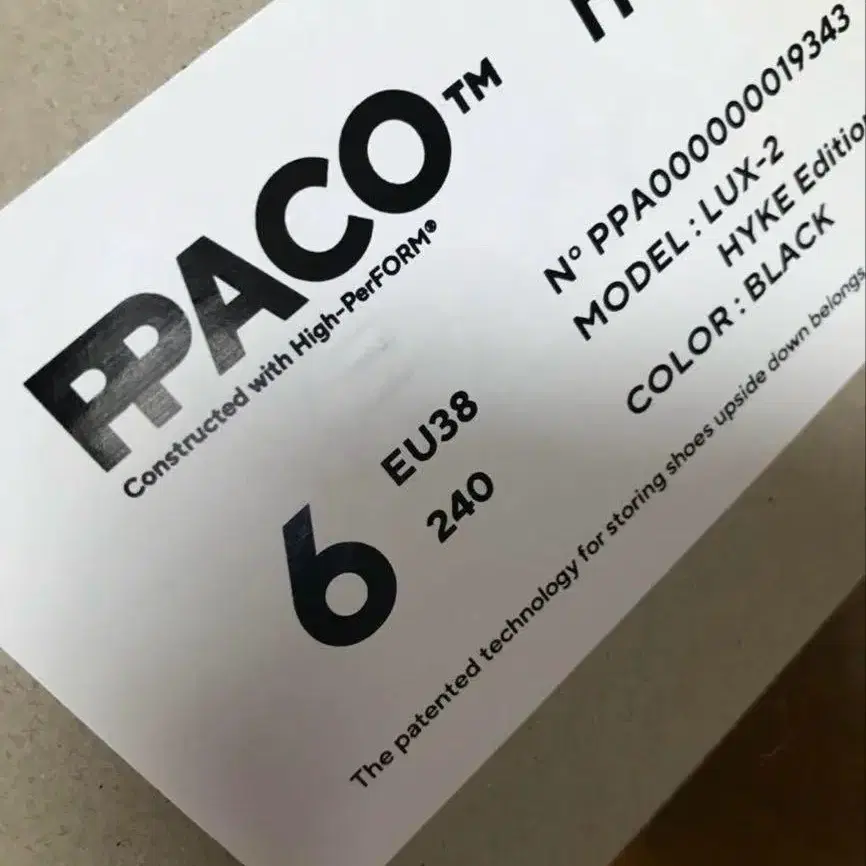 PPACO™
Constructed with High-PerFORM®
6
EU38
240
N° PPA000000019343
MODEL : LUX-2
HYKE Edition
COLOR : BLACK
The patented technology for storing shoes upside down belongs